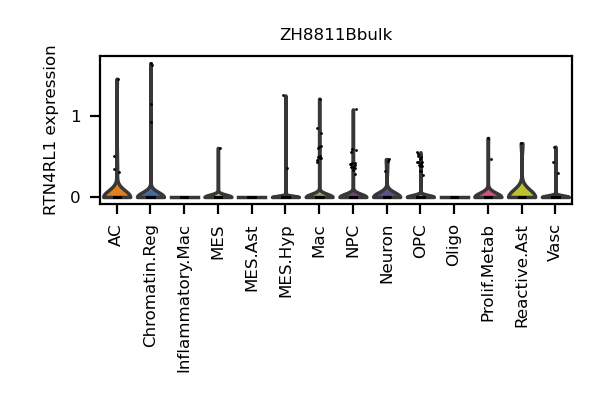 ZH8811Bbulk
RTN4RL1 expression
1
0
AC
Chromatin.Reg
Inflammatory.Mac
MES
MES.Ast
MES.Hyp
Mac
NPC
Neuron
OPC
Oligo
Prolif.Metab
Reactive.Ast
Vasc